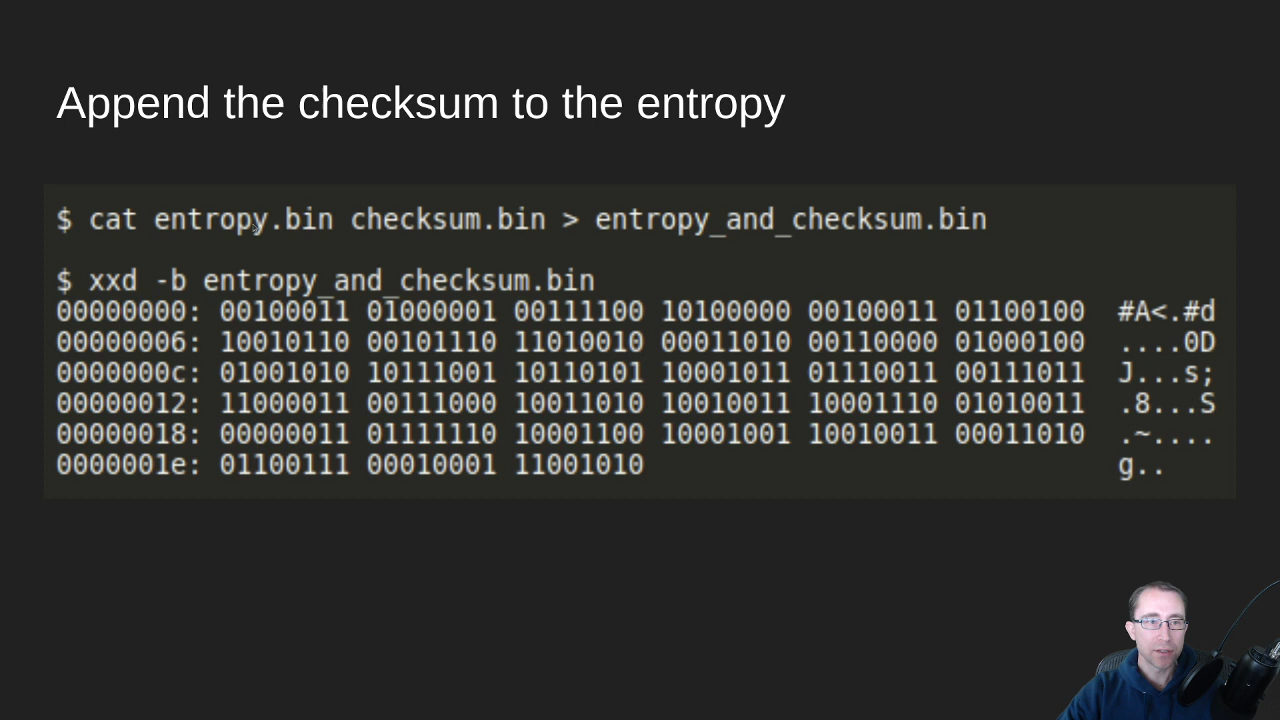 Append the checksum to the entropy
$ cat entropy.bin checksum.bin > entropy_and_checksum.bin
$ xxd -b entropy_and_checksum.bin
00000000: 00100011 01000001 00111100 10100000 00100011 01100100  #A<.#d
00000006: 10010110 00101110 11010010 00011010 00110000 01000100  ....0D
0000000c: 01001010 10111001 10110101 10001011 01110011 00111011  J...s;
00000012: 11000011 00111000 10011010 10010011 10001110 01010011  .8...S
00000018: 00000011 01111110 10001100 10001001 10010011 00011010  .~....
0000001e: 01100111 00010001 11001010  g..